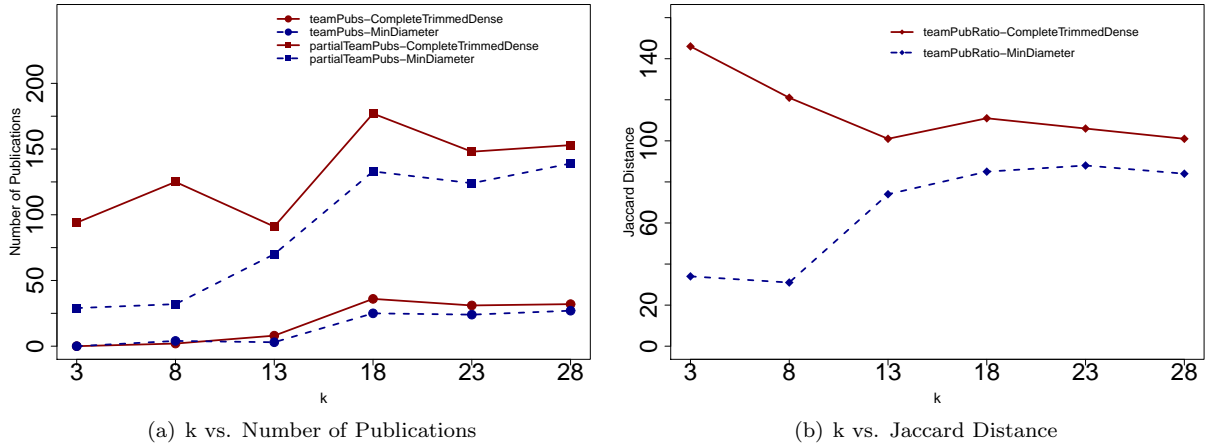 teamPubs−CompleteTrimmedDense
teamPubs−MinDiameter
partialTeamPubs−CompleteTrimmedDense
partialTeamPubs−MinDiameter
Number of Publications
0
50
100
150
200
3 8 13 18 23 28
k
(a) k vs. Number of Publications
teamPubRatio−CompleteTrimmedDense
teamPubRatio−MinDiameter
Jaccard Distance
0
20
60
100
140
3 8 13 18 23 28
k
(b) k vs. Jaccard Distance